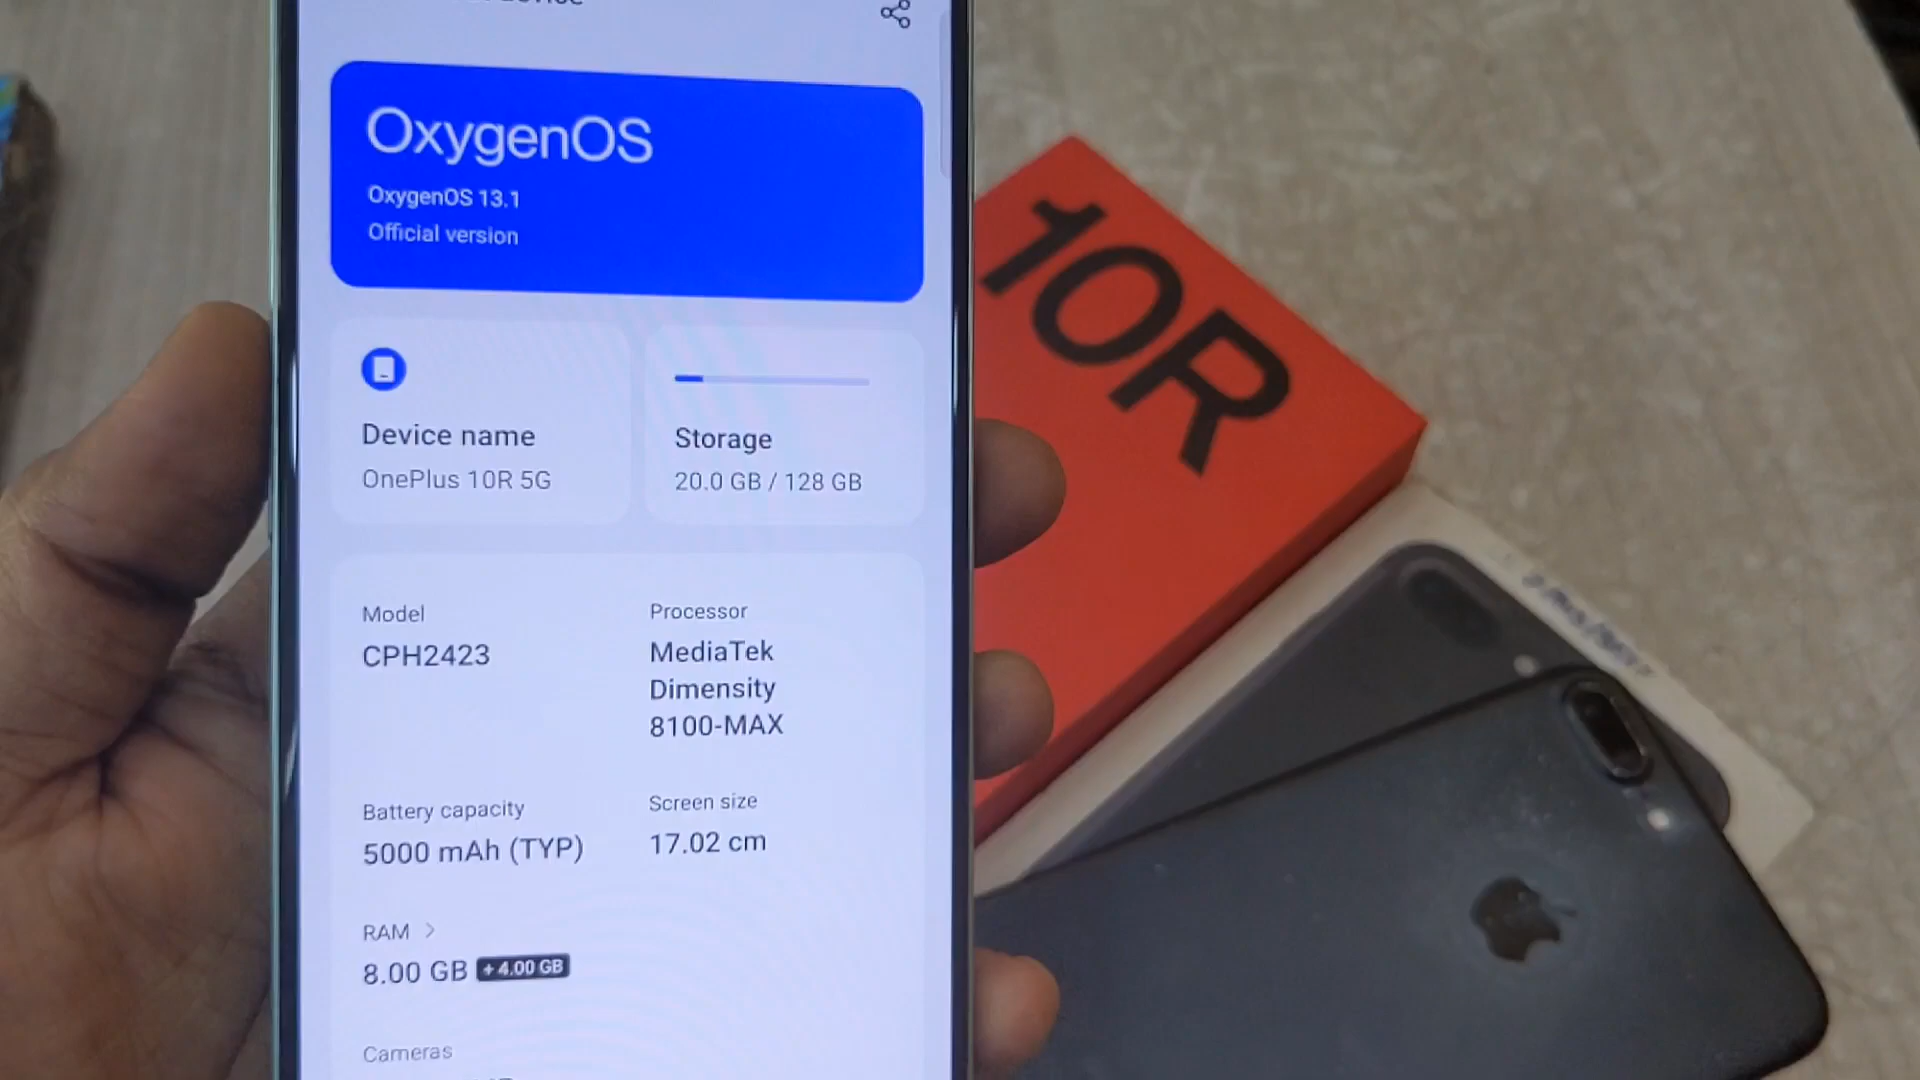 OxygenOS
OxygenOS 13.1
Official version
Device name
OnePlus 10R 5G
Storage
20.0 GB / 128 GB
Model
CPH2423
Processor
MediaTek
Dimensity
8100-MAX
Battery capacity
5000 mAh (TYP)
Screen size
17.02 cm
RAM
8.00 GB +4.00 GB
Cameras
10R